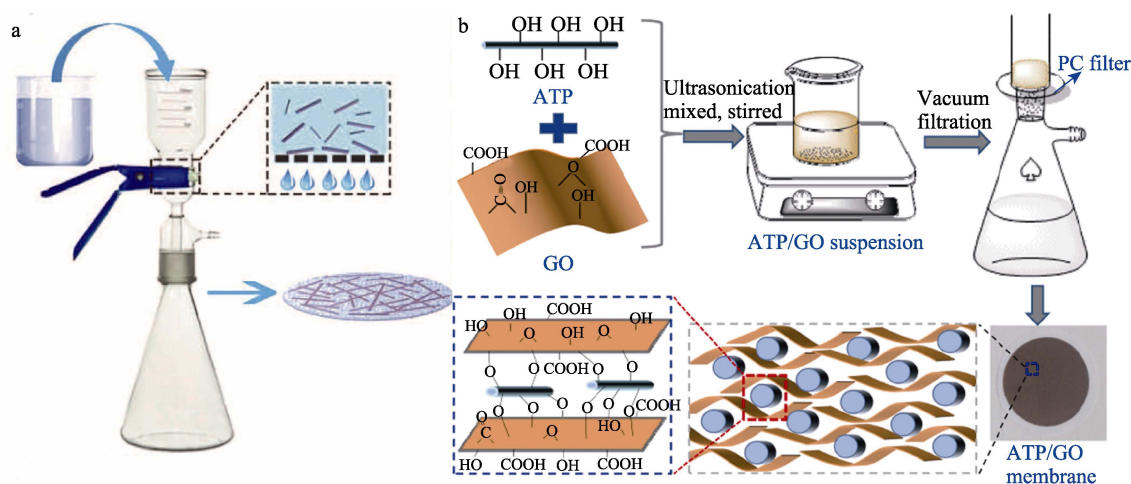 a
b
OH OH OH
OH OH OH
ATP
COOH
COOH
O
O
C
OH
OH
GO
Ultrasonication
mixed, stirred
ATP/GO suspension
Vacuum
filtration
PC filter
COOH
HO
OH
O
OH
O
OH
O
O
COOH
O
O
O
O
O
O
O
COOH
O
C
O
HO
HO
COOH
OH
COOH
ATP/GO
membrane